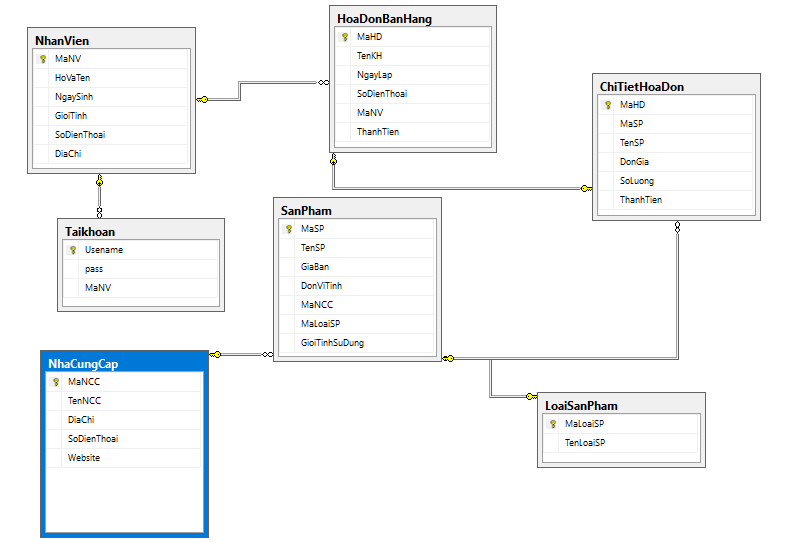 NhanVien
MaNV
HoVaTen
NgaySinh
GioiTinh
SoDienThoai
DiaChi
HoaDonBanHang
MaHD
TenKH
NgayLap
SoDienThoai
MaNV
ThanhTien
ChiTietHoaDon
MaHD
MaSP
TenSP
DonGia
SoLuong
ThanhTien
Taikhoan
Usename
pass
MaNV
SanPham
MaSP
TenSP
GiaBan
DonViTinh
MaNCC
MaLoaiSP
GioiTinhSuDung
NhaCungCap
MaNCC
TenNCC
DiaChi
SoDienThoai
Website
LoaiSanPham
MaLoaiSP
TenLoaiSP